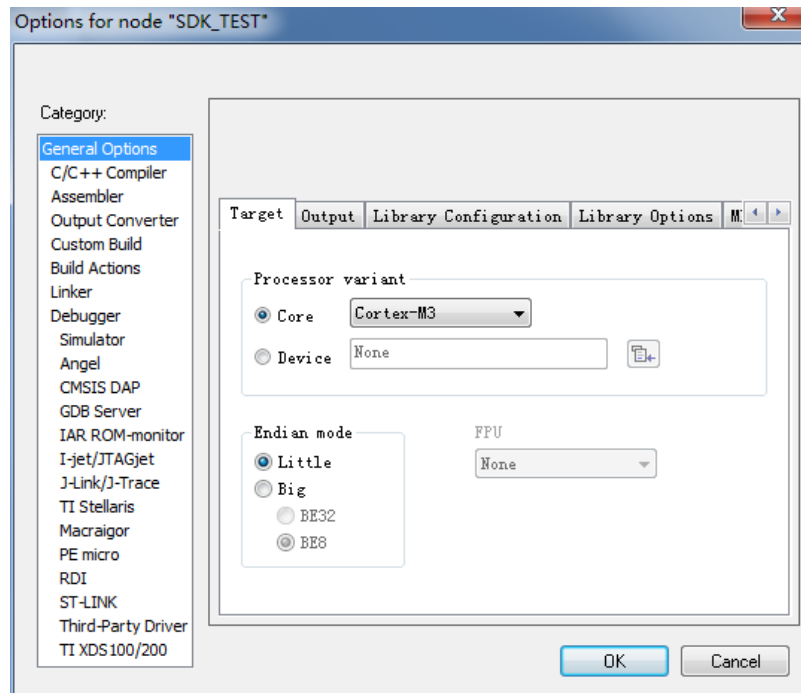 Options for node "SDK_TEST"
Category:
General Options
C/C++ Compiler
Assembler
Output Converter
Custom Build
Build Actions
Linker
Debugger
Simulator
Angel
CMSIS DAP
GDB Server
IAR ROM-monitor
I-jet/JTAGjet
J-Link/J-Trace
TI Stellaris
Macraigor
PE micro
RDI
ST-LINK
Third-Party Driver
TI XDS100/200
Target Output Library Configuration Library Options
Processor variant
Core Cortex-M3
Device None
Endian mode
Little
Big
BE32
BE8
FPU
None
OK Cancel